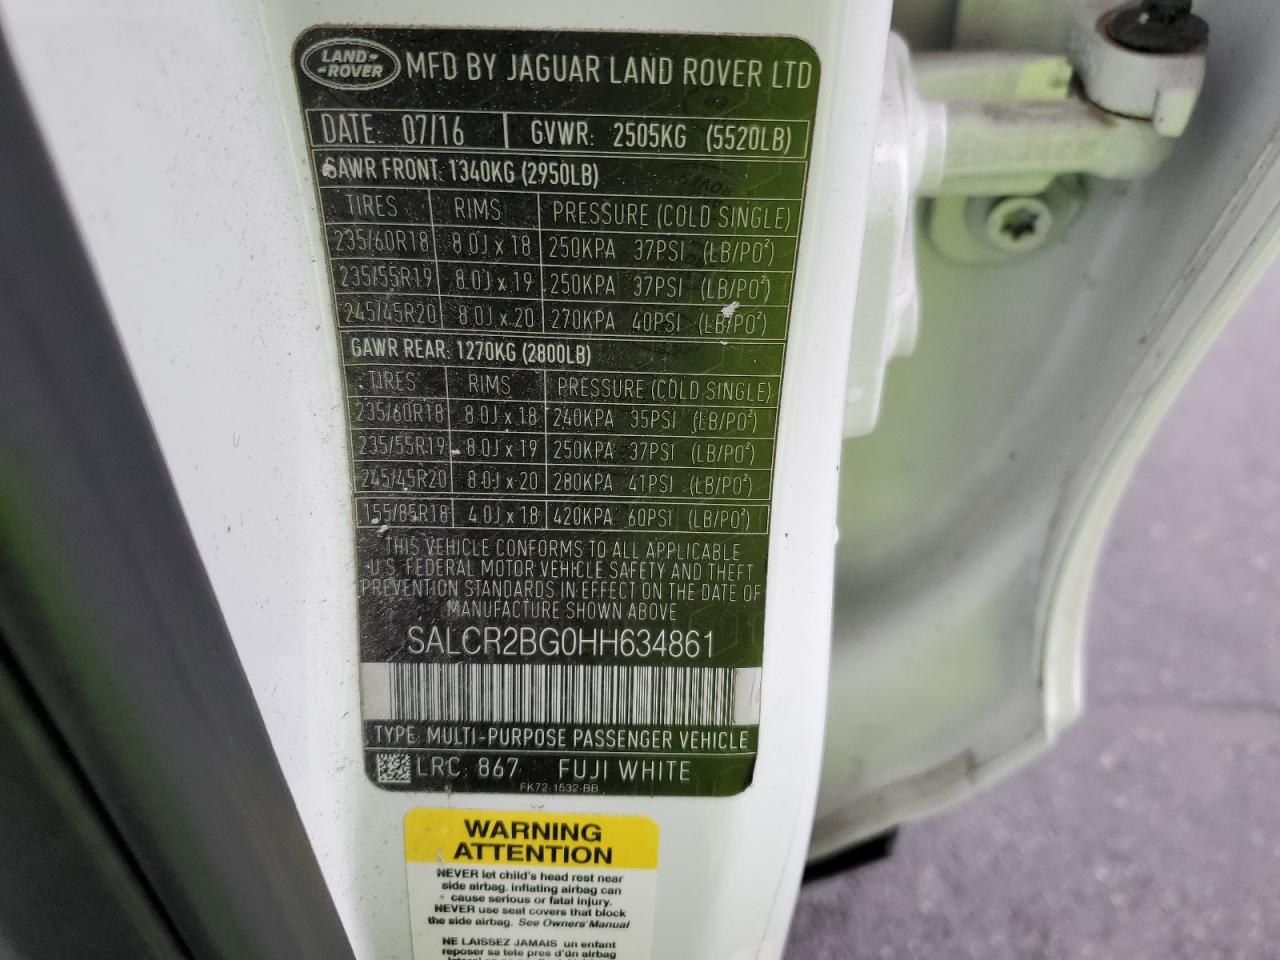 LAND ROVER MFD BY JAGUAR LAND ROVER LTD
DATE: 07/16 GVWR: 2505KG (5520LB)
GAWR FRONT: 1340KG (2950LB)
TIRES RIMS PRESSURE (COLD SINGLE)
235/60R18 8.0J x 18 250KPA 37PSI (LB/PO²)
235/55R19 8.0J x 19 250KPA 37PSI (LB/PO²)
245/45R20 8.0J x 20 270KPA 40PSI (LB/PO²)
GAWR REAR: 1270KG (2800LB)
TIRES RIMS PRESSURE (COLD SINGLE)
235/60R18 8.0J x 18 240KPA 35PSI (LB/PO²)
235/55R19 8.0J x 19 250KPA 37PSI (LB/PO²)
245/45R20 8.0J x 20 280KPA 41PSI (LB/PO²)
155/85R18 4.0J x 18 420KPA 60PSI (LB/PO²)
THIS VEHICLE CONFORMS TO ALL APPLICABLE
U.S. FEDERAL MOTOR VEHICLE SAFETY AND THEFT
PREVENTION STANDARDS IN EFFECT ON THE DATE OF
MANUFACTURE SHOWN ABOVE
SALCR2BG0HH634861
TYPE: MULTI-PURPOSE PASSENGER VEHICLE
LRC: 867 FUJI WHITE
FK72-1532-BB
WARNING
ATTENTION
NEVER let child's head rest near
side airbag. inflating airbag can
cause serious or fatal injury.
NEVER use seat covers that block
the side airbag. See Owners' Manual
NE LAISSEZ JAMAIS un enfant
reposer sa tete pres d'un airbag